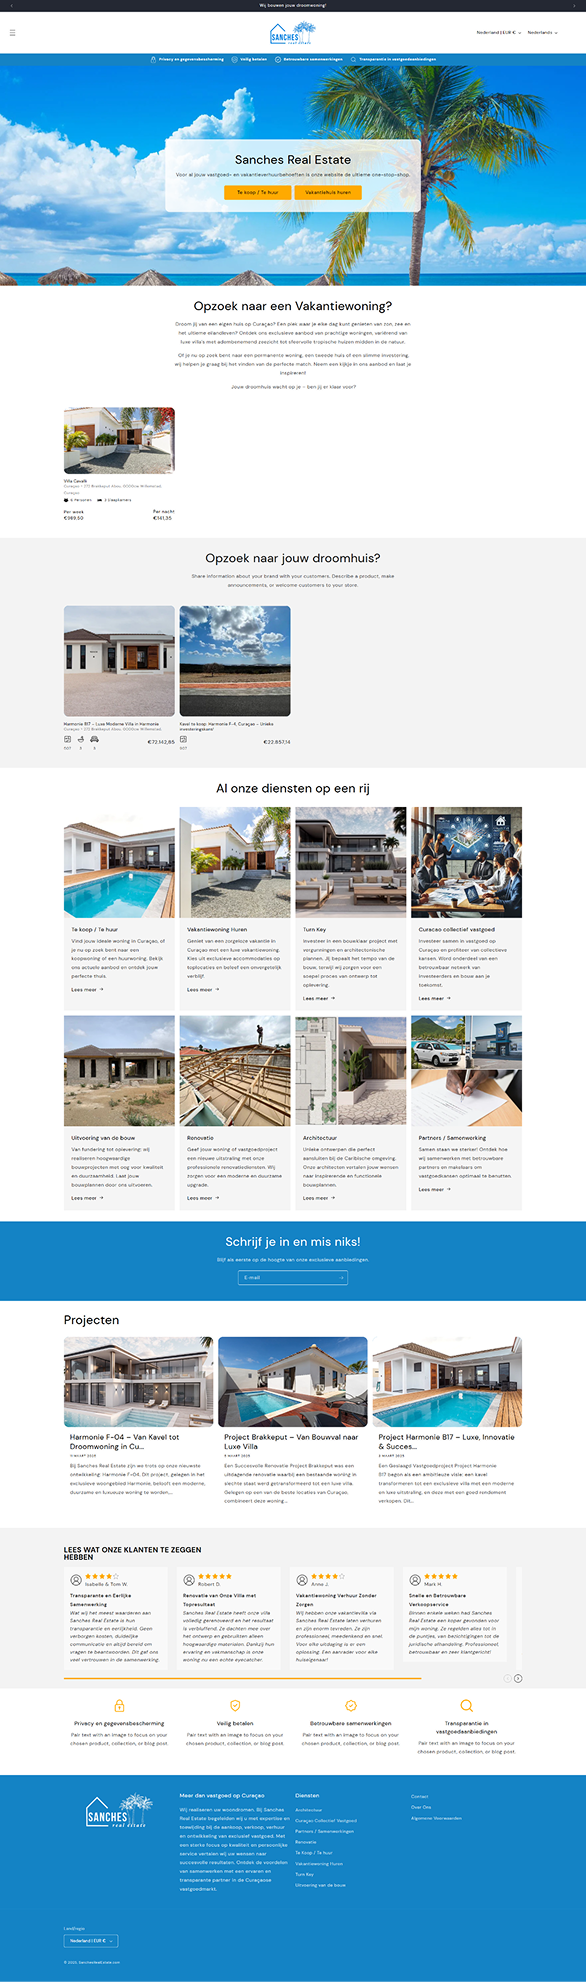 Wij bouwen jouw droomwoning!
SANCHES
real estate
Nederland | EUR €
Nederlands
Privacy en gegevensbescherming
Veilig betalen
Betrouwbare samenwerkingen
Transparantie in vastgoedaanbiedingen
Sanches Real Estate
Voor al jouw vastgoed- en vakantieverhuurbehoeften is onze website de ultieme one-stop-shop.
Te koop / Te huur
Vakantiehuis huren
Opzoek naar een Vakantiewoning?
Droom jij van een eigen huis op Curaçao? Een plek waar je elke dag kunt genieten van zon, zee en
het ultieme eilandleven? Ontdek ons exclusieve aanbod van prachtige woningen, variërend van
luxe villa's met adembenemend zeezicht tot sfeervolle tropische huizen midden in de natuur.
Of je nu op zoek bent naar een permanente woning, een tweede huis of een slimme investering,
wij helpen je graag bij het vinden van de perfecte match. Neem een kijkje in ons aanbod en laat je
inspireren!
Jouw droomhuis wacht op je – ben jij er klaar voor?
Villa Cavalli
Curaçao
6 Personen
3 Slaapkamers
Per week
Per nacht
€989,50
€141,35
Opzoek naar jouw droomhuis?
Share information about your brand with your customers. Describe a product, make
announcements, or welcome customers to your store.
Harmonie B17 – Luxe Moderne Villa in Harmonie
€72.142,85
Kavel te koop: Harmonie F-4, Curaçao – Unieke
investeringskans!
€22.857,14
Al onze diensten op een rij
Te koop / Te huur
Vind jouw ideale woning in Curaçao, of
je nu op zoek bent naar een
koopwoning of een huurwoning. Bekijk
ons actuele aanbod en ontdek jouw
perfecte thuis.
Lees meer →
Vakantiewoning Huren
Geniet van een zorgeloze vakantie in
Curaçao met een luxe vakantiewoning.
Kies uit exclusieve accommodaties op
toplocaties en beleef een onvergetelijk
verblijf!
Lees meer →
Turn Key
Investeer in een bouwklaar project met
vergunningen en architectonische
plannen. Jij bepaalt het tempo van de
bouw, terwijl wij zorgen voor een
soepel proces van ontwerp tot
oplevering.
Lees meer →
Curacao collectief vastgoed
Investeer samen in vastgoed op
Curaçao en profiteer van collectieve
kansen. Word onderdeel van een
betrouwbaar netwerk van
investeerders en bouw aan je
toekomst.
Lees meer →
Uitvoering van de bouw
Van fundering tot oplevering: wij
realiseren hoogwaardige
bouwprojecten met oog voor kwaliteit
en duurzaamheid. Laat jouw
bouwplannen door ons uitvoeren.
Lees meer →
Renovatie
Geef jouw woning of vastgoedproject
een nieuwe uitstraling met onze
professionele renovatiediensten. Wij
zorgen voor een moderne en duurzame
upgrade.
Lees meer →
Architectuur
Unieke ontwerpen die perfect
aansluiten bij de Caribische omgeving.
Onze architecten vertalen jouw wensen
naar inspirerende en functionele
bouwplannen.
Lees meer →
Partners / Samenwerking
Samen staan we sterker! Ontdek hoe
wij samenwerken met betrouwbare
partners en makelaars om
vastgoedkansen optimaal te benutten.
Lees meer →
Schrijf je in en mis niks!
Blijf als eerste op de hoogte van onze exclusieve aanbiedingen.
E-mail
Projecten
Harmonie F-04 – Van Kavel tot
Droomwoning in Cu...
11 MAART 2025
Bij Sanches Real Estate zijn we trots op onze nieuwste
ontwikkeling: Harmonie F-04. Dit project, gelegen in het
exclusieve woongebied Harmonie, belooft een moderne,
duurzame en luxueuze woning te worden,...
Project Brakkeput – Van Bouwval naar
Luxe Villa
3 MAART 2025
Een Succesvolle Renovatie Project Brakkeput was een
uitdagende renovatie waarbij een bestaande woning in
slechte staat werd getransformeerd tot een luxe villa.
Gelegen op een van de beste locaties van Curaçao,
combineert deze woning...
Project Harmonie B17 – Luxe, Innovatie
& Succes...
3 MAART 2025
Een Geslaagd Vastgoedproject Project Harmonie
B17 begon als een ambitieuze visie: een kavel
transformeren tot een exclusieve villa met een moderne
en luxe uitstraling, en deze met een goed rendement
verkopen. Dit...
LEES WAT ONZE KLANTEN TE ZEGGEN
HEBBEN
Isabelle & Tom W.
Transparante en Eerlijke
Samenwerking
Wat wij het meest waarderen aan
Sanches Real Estate is hun
transparantie en eerlijkheid. Geen
verborgen kosten, duidelijke
communicatie en altijd bereid om
vragen te beantwoorden. Dit gaf ons
veel vertrouwen in de samenwerking.
Robert D.
Renovatie van Onze Villa met
Topresultaat
Sanches Real Estate heeft onze villa
volledig gerenoveerd en het resultaat
is verbluffend. Ze dachten mee over
het ontwerp en gebruikten alleen
hoogwaardige materialen. Dankzij hun
ervaring en vakmanschap is onze
woning nu een echte eyecatcher.
Anne J.
Vakantiewoning Verhuur Zonder
Zorgen
Wij hebben onze vakantievilla via
Sanches Real Estate laten verhuren
en zijn enorm tevreden. Ze zijn
professioneel, meedenkend en snel.
Voor elke uitdaging is er een
oplossing. Een aanrader voor elke
huiseigenaar!
Mark H.
Snelle en Betrouwbare
Verkoopservice
Binnen enkele weken had Sanches
Real Estate een koper gevonden voor
mijn woning. Ze regelden alles tot in
de puntjes, van bezichtigingen tot de
juridische afhandeling. Professioneel,
betrouwbaar en zeer klantgericht!
Privacy en gegevensbescherming
Pair text with an image to focus on your
chosen product, collection, or blog post.
Veilig betalen
Pair text with an image to focus on your
chosen product, collection, or blog post.
Betrouwbare samenwerkingen
Pair text with an image to focus on your
chosen product, collection, or blog post.
Transparantie in
vastgoedaanbiedingen
Pair text with an image to focus on your
chosen product, collection, or blog post.
SANCHES
real estate
Meer dan vastgoed op Curaçao
Wij realiseren uw woondromen. Bij Sanches
Real Estate begeleiden wij u met expertise en
toewijding bij de aankoop, verkoop, verhuur
en ontwikkeling van exclusief vastgoed. Met
een sterke focus op kwaliteit en persoonlijke
service vertalen wij uw wensen naar
succesvolle resultaten. Ontdek de voordelen
van samenwerken met een ervaren en
transparante partner in de Curaçaose
vastgoedmarkt.
Diensten
Architectuur
Curaçao Collectief Vastgoed
Partners / Samenwerkingen
Renovatie
Te Koop / Te huur
Vakantiewoning Huren
Turn Key
Uitvoering van de bouw
Contact
Over Ons
Algemene Voorwaarden
Land/regio
Nederland | EUR €
© 2025, SanchesRealEstate.com